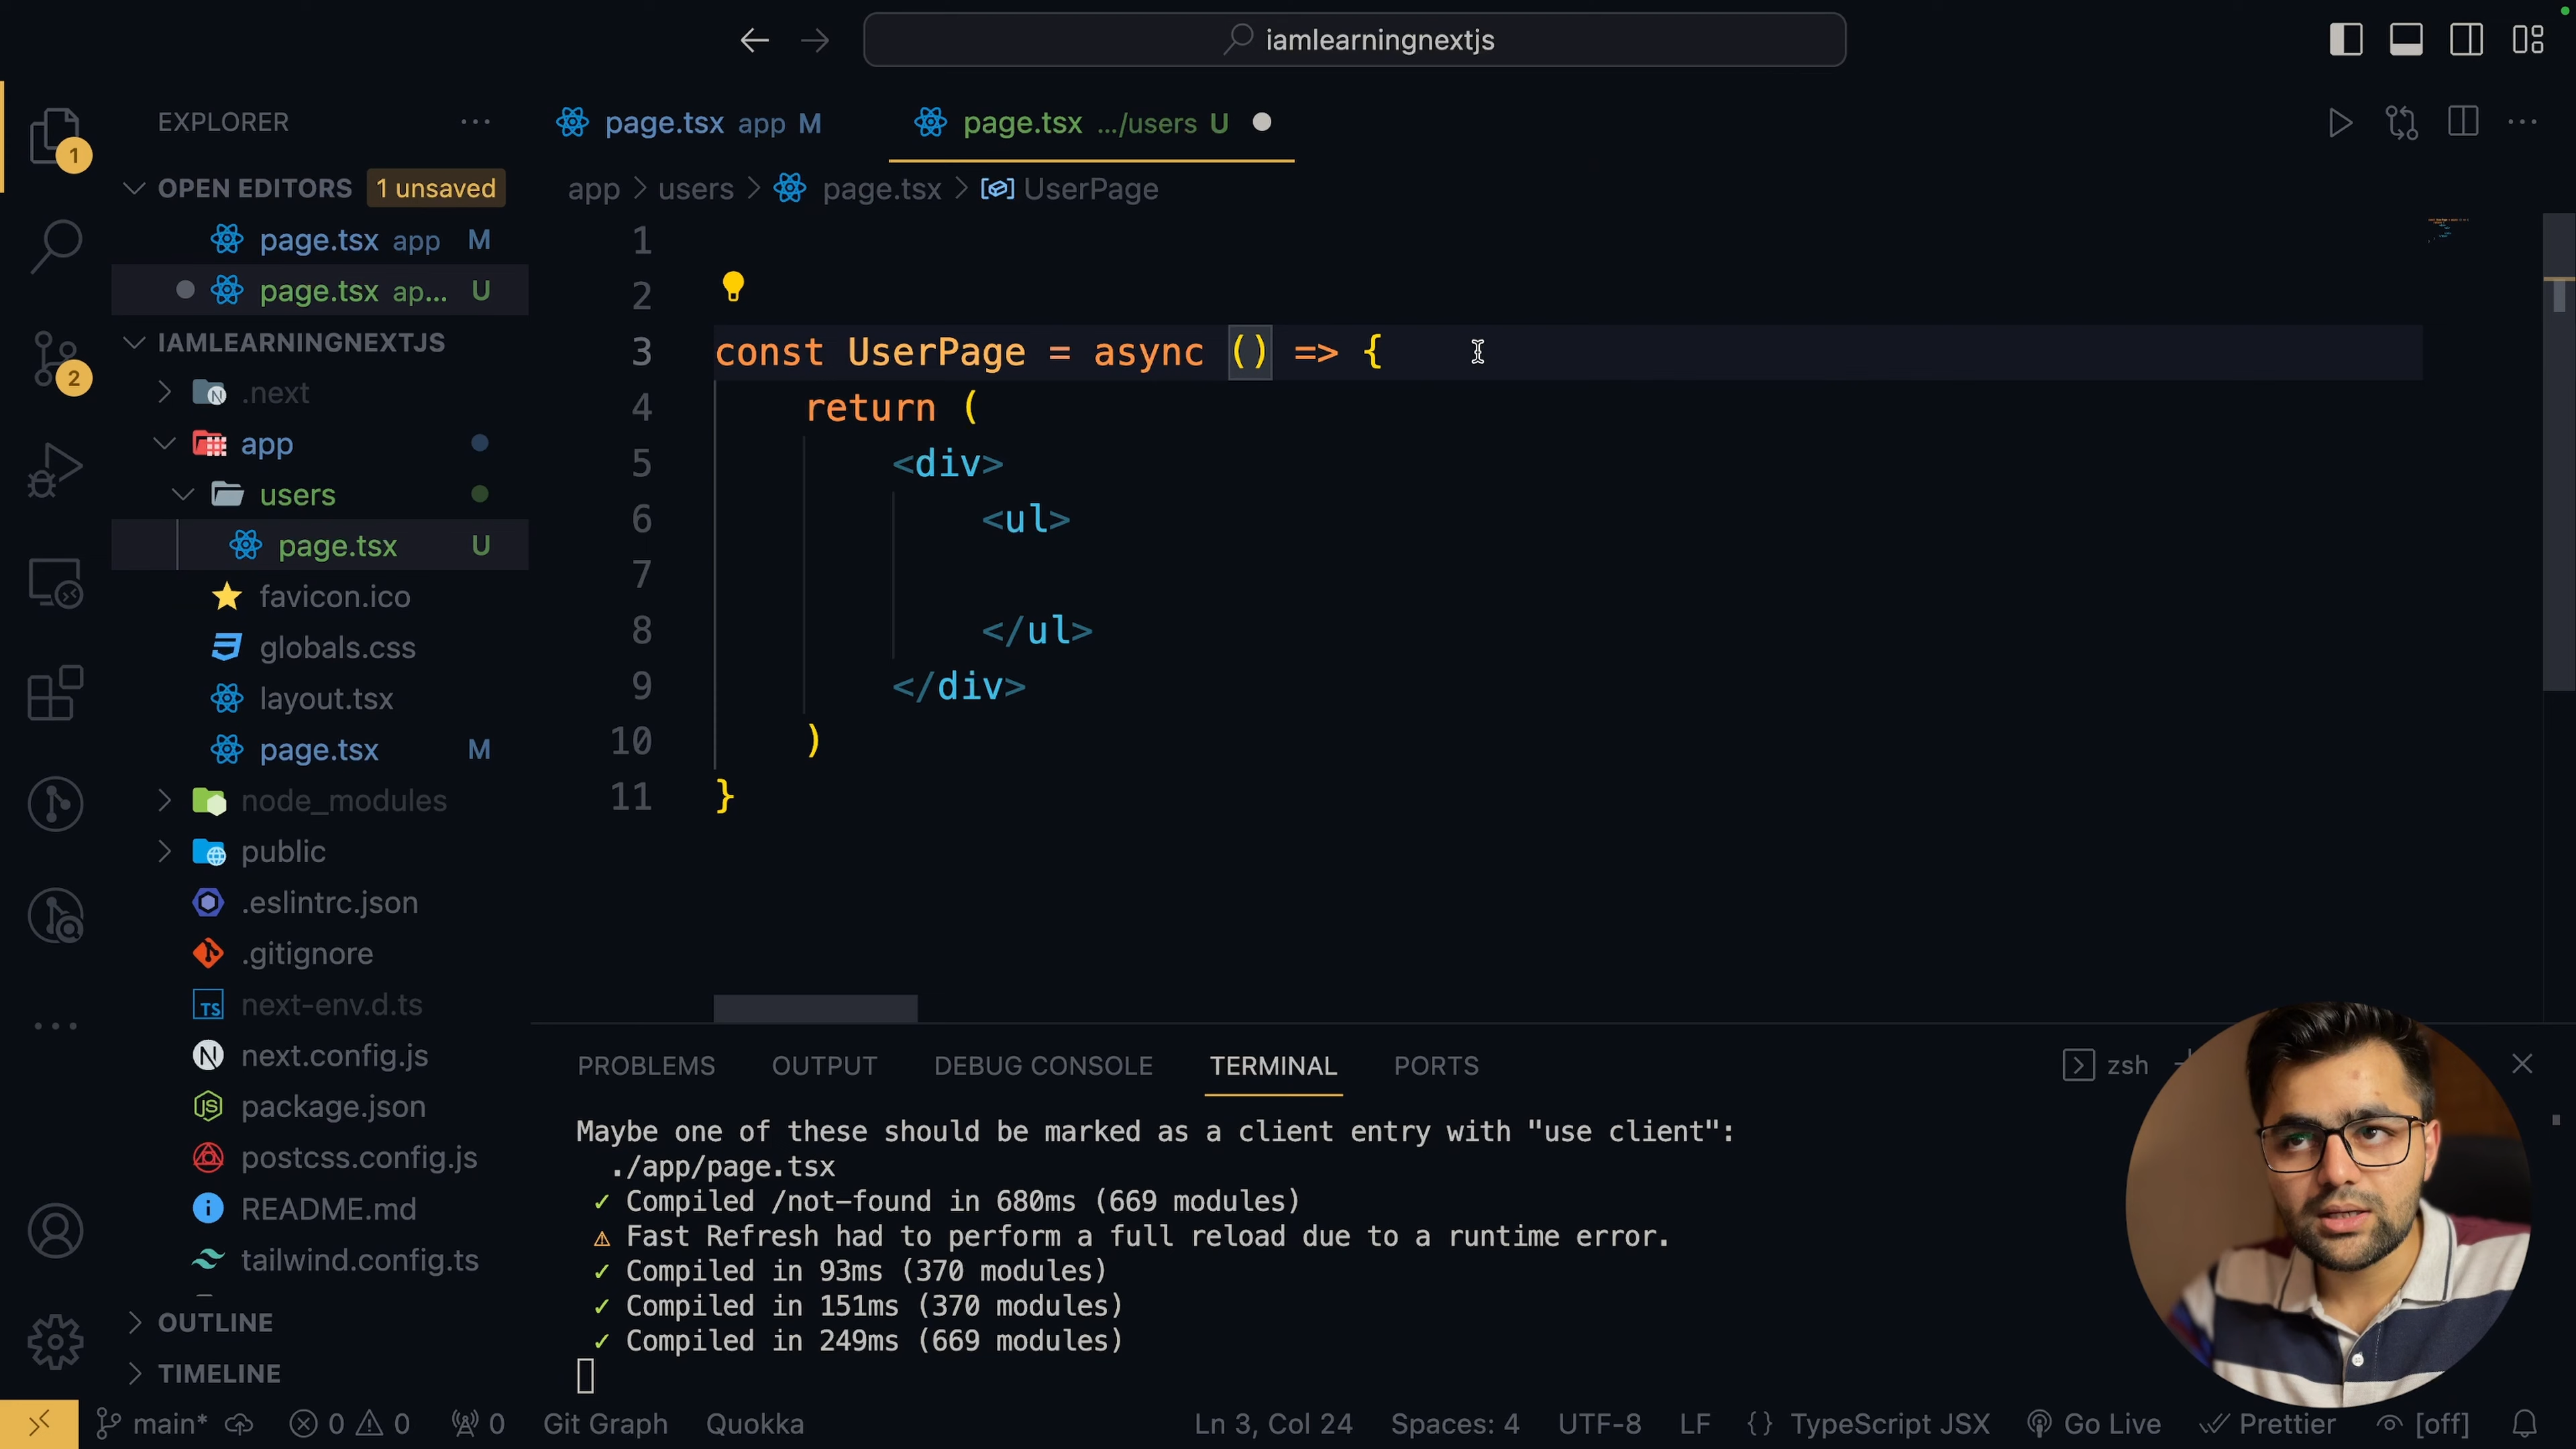 iamlearningnextjs
EXPLORER
page.tsx app M
page.tsx .../users U
1
OPEN EDITORS 1 unsaved
app > users > page.tsx > UserPage
page.tsx app M
page.tsx ap... U
IAMLEARNINGNEXTJS
2
.next
app
users
page.tsx U
favicon.ico
globals.css
layout.tsx
page.tsx M
node_modules
public
.eslintrc.json
.gitignore
TS next-env.d.ts
N next.config.js
package.json
postcss.config.js
README.md
tailwind.config.ts
OUTLINE
TIMELINE
1
2
3 const UserPage = async () => {
4 return (
5 <div>
6 <ul>
7
8 </ul>
9 </div>
10 )
11 }
PROBLEMS OUTPUT DEBUG CONSOLE TERMINAL PORTS
zsh
Maybe one of these should be marked as a client entry with "use client":
./app/page.tsx
✓ Compiled /not-found in 680ms (669 modules)
⚠ Fast Refresh had to perform a full reload due to a runtime error.
✓ Compiled in 93ms (370 modules)
✓ Compiled in 151ms (370 modules)
✓ Compiled in 249ms (669 modules)
main* 0 0 0 Git Graph Quokka Ln 3, Col 24 Spaces: 4 UTF-8 LF {} TypeScript JSX Go Live Prettier [off]